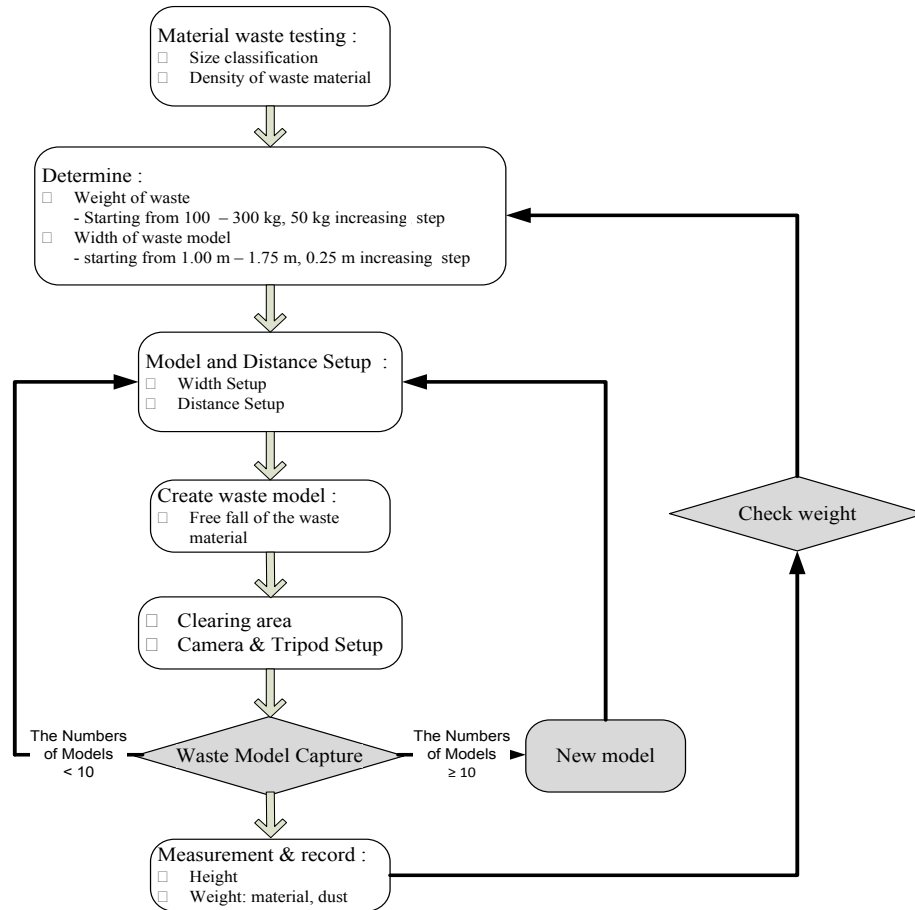 Material waste testing :
□ Size classification
□ Density of waste material
Determine :
□ Weight of waste
- Starting from 100 – 300 kg, 50 kg increasing step
□ Width of waste model
- starting from 1.00 m – 1.75 m, 0.25 m increasing step
Model and Distance Setup :
□ Width Setup
□ Distance Setup
Create waste model :
□ Free fall of the waste
material
Check weight
□ Clearing area
□ Camera & Tripod Setup
The Numbers
of Models
< 10
Waste Model Capture
The Numbers
of Models
≥ 10
New model
Measurement & record :
□ Height
□ Weight: material, dust